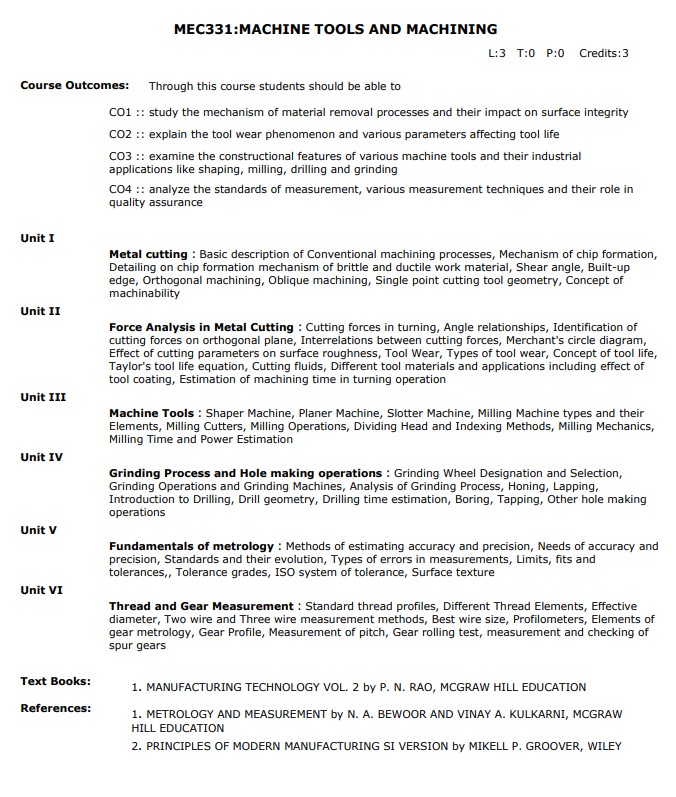 MEC331:MACHINE TOOLS AND MACHINING
L:3 T:0 P:0 Credits:3
Course Outcomes: Through this course students should be able to
CO1 :: study the mechanism of material removal processes and their impact on surface integrity
CO2 :: explain the tool wear phenomenon and various parameters affecting tool life
CO3 :: examine the constructional features of various machine tools and their industrial
applications like shaping, milling, drilling and grinding
CO4 :: analyze the standards of measurement, various measurement techniques and their role in
quality assurance
Unit I
Metal cutting : Basic description of Conventional machining processes, Mechanism of chip formation,
Detailing on chip formation mechanism of brittle and ductile work material, Shear angle, Built-up
edge, Orthogonal machining, Oblique machining, Single point cutting tool geometry, Concept of
machinability
Unit II
Force Analysis in Metal Cutting : Cutting forces in turning, Angle relationships, Identification of
cutting forces on orthogonal plane, Interrelations between cutting forces, Merchant's circle diagram,
Effect of cutting parameters on surface roughness, Tool Wear, Types of tool wear, Concept of tool life,
Taylor's tool life equation, Cutting fluids, Different tool materials and applications including effect of
tool coating, Estimation of machining time in turning operation
Unit III
Machine Tools : Shaper Machine, Planer Machine, Slotter Machine, Milling Machine types and their
Elements, Milling Cutters, Milling Operations, Dividing Head and Indexing Methods, Milling Mechanics,
Milling Time and Power Estimation
Unit IV
Grinding Process and Hole making operations : Grinding Wheel Designation and Selection,
Grinding Operations and Grinding Machines, Analysis of Grinding Process, Honing, Lapping,
Introduction to Drilling, Drill geometry, Drilling time estimation, Boring, Tapping, Other hole making
operations
Unit V
Fundamentals of metrology : Methods of estimating accuracy and precision, Needs of accuracy and
precision, Standards and their evolution, Types of errors in measurements, Limits, fits and
tolerances,, Tolerance grades, ISO system of tolerance, Surface texture
Unit VI
Thread and Gear Measurement : Standard thread profiles, Different Thread Elements, Effective
diameter, Two wire and Three wire measurement methods, Best wire size, Profilometers, Elements of
gear metrology, Gear Profile, Measurement of pitch, Gear rolling test, measurement and checking of
spur gears
Text Books: 1. MANUFACTURING TECHNOLOGY VOL. 2 by P. N. RAO, MCGRAW HILL EDUCATION
References: 1. METROLOGY AND MEASUREMENT by N. A. BEWOOR AND VINAY A. KULKARNI, MCGRAW
HILL EDUCATION
2. PRINCIPLES OF MODERN MANUFACTURING SI VERSION by MIKELL P. GROOVER, WILEY